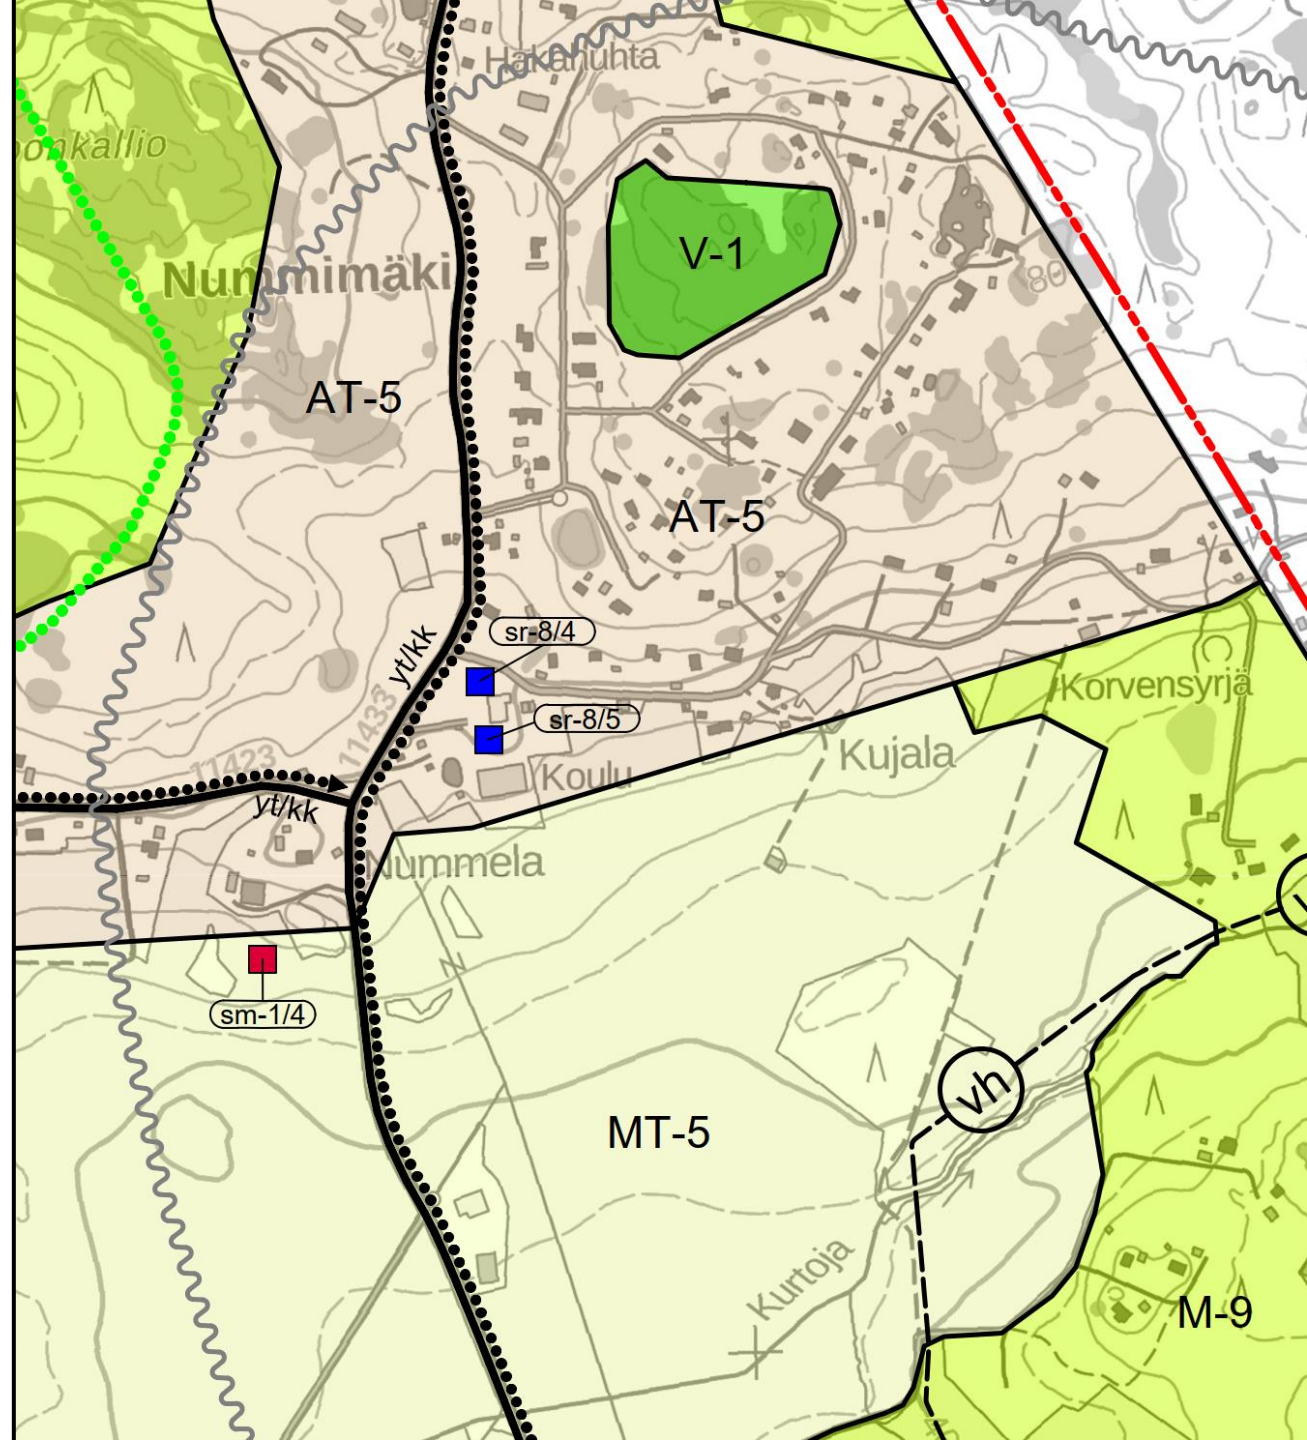 Hakanuhta
onkallio
V-1
Nummimäki
80
AT-5
AT-5
yt/kk
sr-8/4
11433
sr-8/5
Korvensyrjä
11423
Kujala
Koulu
yt/kk
Nummela
sm-1/4
vh
MT-5
Kurtoja
M-9